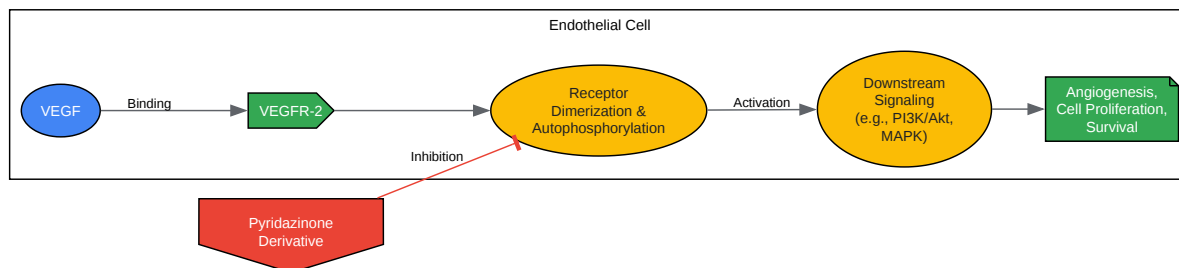 Endothelial Cell
VEGF
Binding
VEGFR-2
Receptor
Dimerization &
Autophosphorylation
Activation
Downstream
Signaling
(e.g., PI3K/Akt,
MAPK)
Angiogenesis,
Cell Proliferation,
Survival
Inhibition
Pyridazinone
Derivative